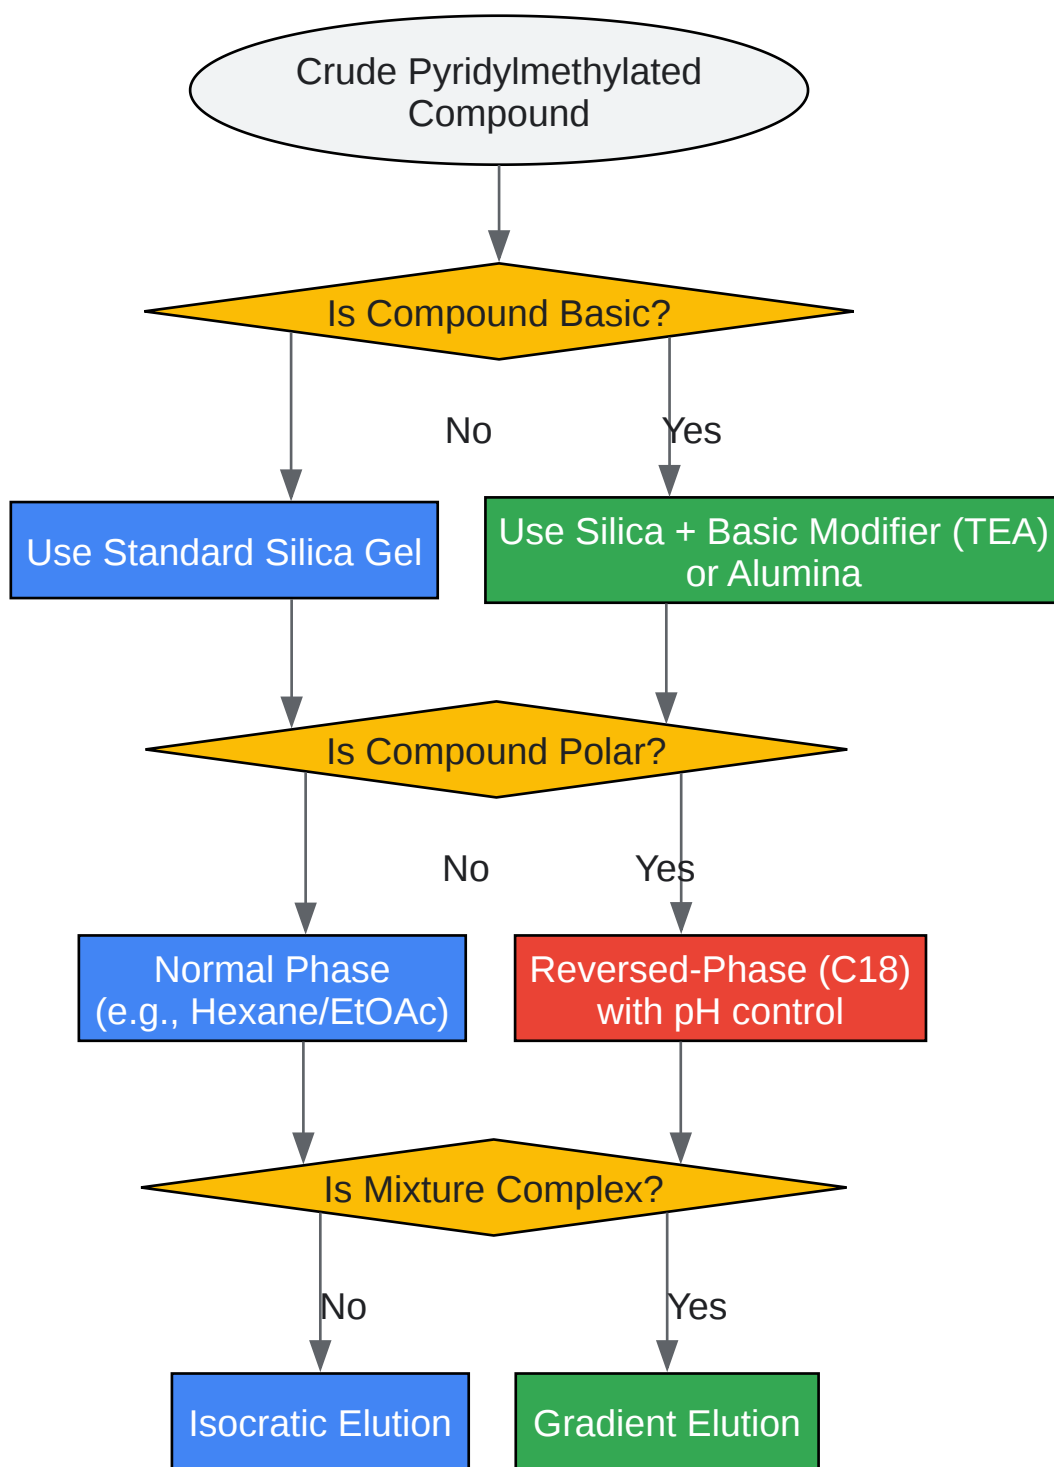 Crude Pyridylmethylated
Compound
Is Compound Basic?
No
Yes
Use Standard Silica Gel
Use Silica + Basic Modifier (TEA)
or Alumina
Is Compound Polar?
No
Yes
Normal Phase
(e.g., Hexane/EtOAc)
Reversed-Phase (C18)
with pH control
Is Mixture Complex?
No
Yes
Isocratic Elution
Gradient Elution